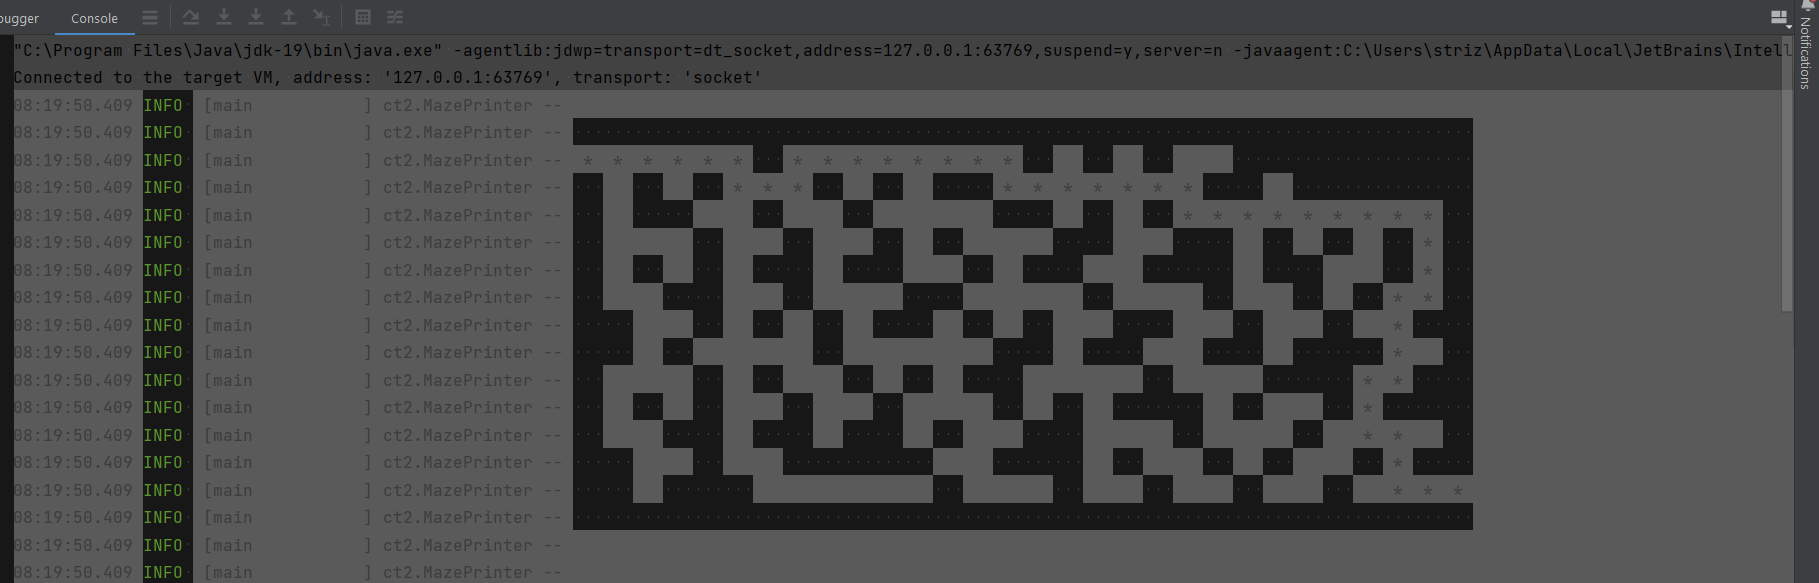 bugger Console
"C:\Program Files\Java\jdk-19\bin\java.exe" -agentlib:jdwp=transport=dt_socket,address=127.0.0.1:63769,suspend=y,server=n -javaagent:C:\Users\striz\AppData\Local\JetBrains\Intell
Connected to the target VM, address: '127.0.0.1:63769', transport: 'socket'
08:19:50.409 INFO [main ] ct2.MazePrinter --
08:19:50.409 INFO [main ] ct2.MazePrinter --
08:19:50.409 INFO [main ] ct2.MazePrinter -- * * * * * * * * * * * * * *
08:19:50.409 INFO [main ] ct2.MazePrinter -- * * * * * * * * * *
08:19:50.409 INFO [main ] ct2.MazePrinter -- * * * * * * * * *
08:19:50.409 INFO [main ] ct2.MazePrinter -- *
08:19:50.409 INFO [main ] ct2.MazePrinter -- *
08:19:50.409 INFO [main ] ct2.MazePrinter -- * *
08:19:50.409 INFO [main ] ct2.MazePrinter -- *
08:19:50.409 INFO [main ] ct2.MazePrinter -- *
08:19:50.409 INFO [main ] ct2.MazePrinter -- * *
08:19:50.409 INFO [main ] ct2.MazePrinter -- *
08:19:50.409 INFO [main ] ct2.MazePrinter -- * *
08:19:50.409 INFO [main ] ct2.MazePrinter -- *
08:19:50.409 INFO [main ] ct2.MazePrinter -- * * *
08:19:50.409 INFO [main ] ct2.MazePrinter --
08:19:50.409 INFO [main ] ct2.MazePrinter --
08:19:50.409 INFO [main ] ct2.MazePrinter --
Notifications